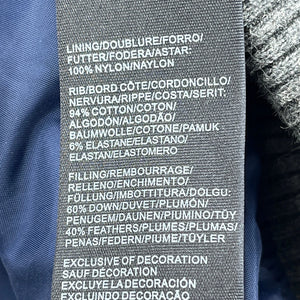 LINING/DOUBLURE/FORRO/
FUTTER/FODERA/ASTAR:
100% NYLON/NAYLON
RIB/BORD CÔTE/CORDONCILLO/
NERVURA/RIPPE/COSTA/SERIT:
94% COTTON/COTON/
ALGODÓN/ALGODÃO/
BAUMWOLLE/COTONE/PAMUK
6% ELASTANE/ELASTAN/
ELASTAN/ELASTOMERO
FILLING/REMBOURRAGE/
RELLENO/ENCHIMENTO/
FÜLLUNG/IMBOTTITURA/DOLGU:
60% DOWN/DUVET/PLUMÓN/
PENUGEM/DAUNEN/PIUMINO/TÜY
40% FEATHERS/PLUMES/PLUMAS/
PENAS/FEDERN/PIUME/TÜYLER
EXCLUSIVE OF DECORATION
SAUF DÉCORATION
EXCLUYE LA DECORACIÓN
EXCLUINDO DECORAÇÃO